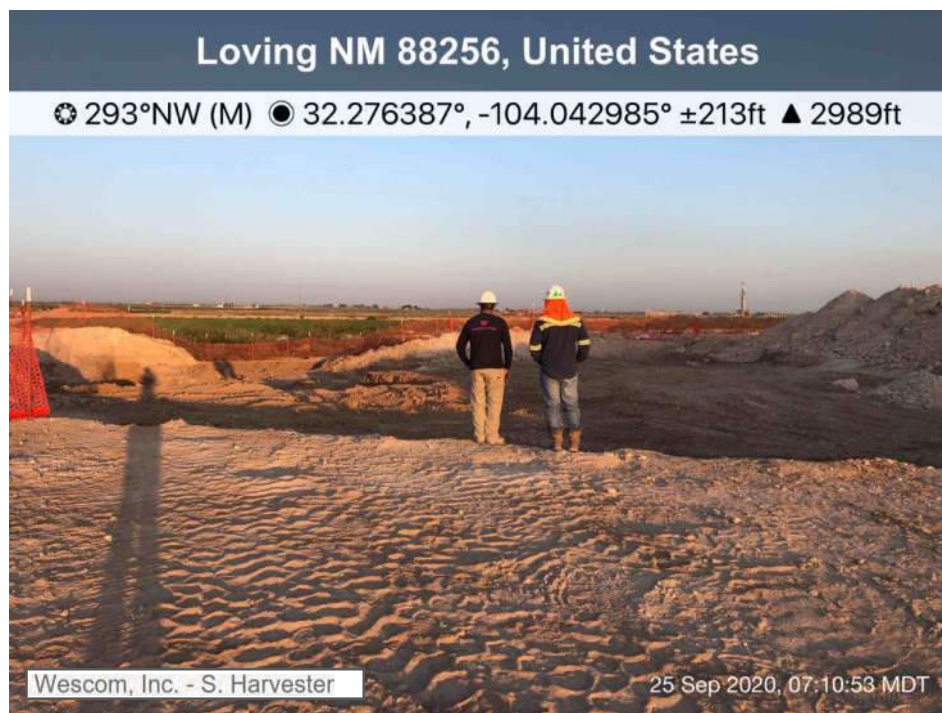 Loving NM 88256, United States
293°NW (M) 32.276387°, -104.042985° ±213ft ▲ 2989ft
Wescom, Inc. - S. Harvester
25 Sep 2020, 07:10:53 MDT